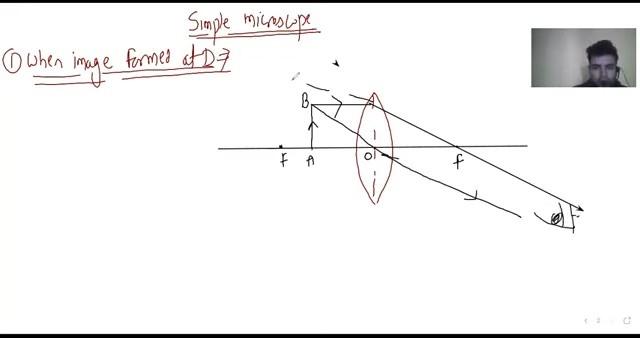 Simple microscope
① When image formed at D⇒
B
F A O f